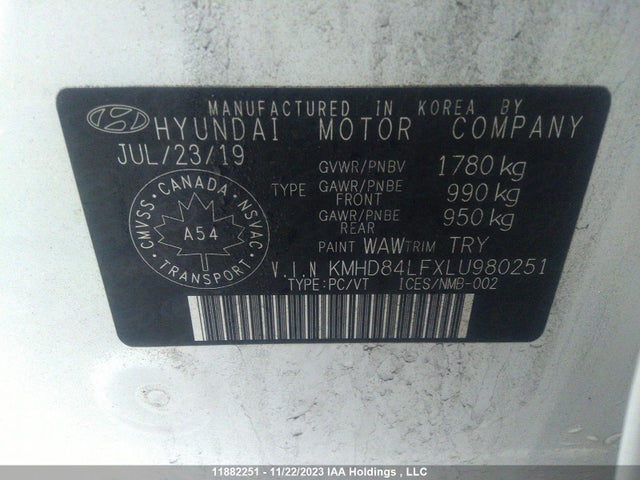 MANUFACTURED IN KOREA BY
HYUNDAI MOTOR COMPANY
JUL/23/19
GVWR/PNBV 1780 kg
TYPE GAWR/PNBE FRONT 990 kg
GAWR/PNBE REAR 950 kg
PAINT WAW TRIM TRY
CANADA
CMVSS NSVAC
A54
TRANSPORT
V.I.N KMHD84LFXLU980251
TYPE:PC/VT ICES/NMB-002
11882251 - 11/22/2023 IAA Holdings , LLC